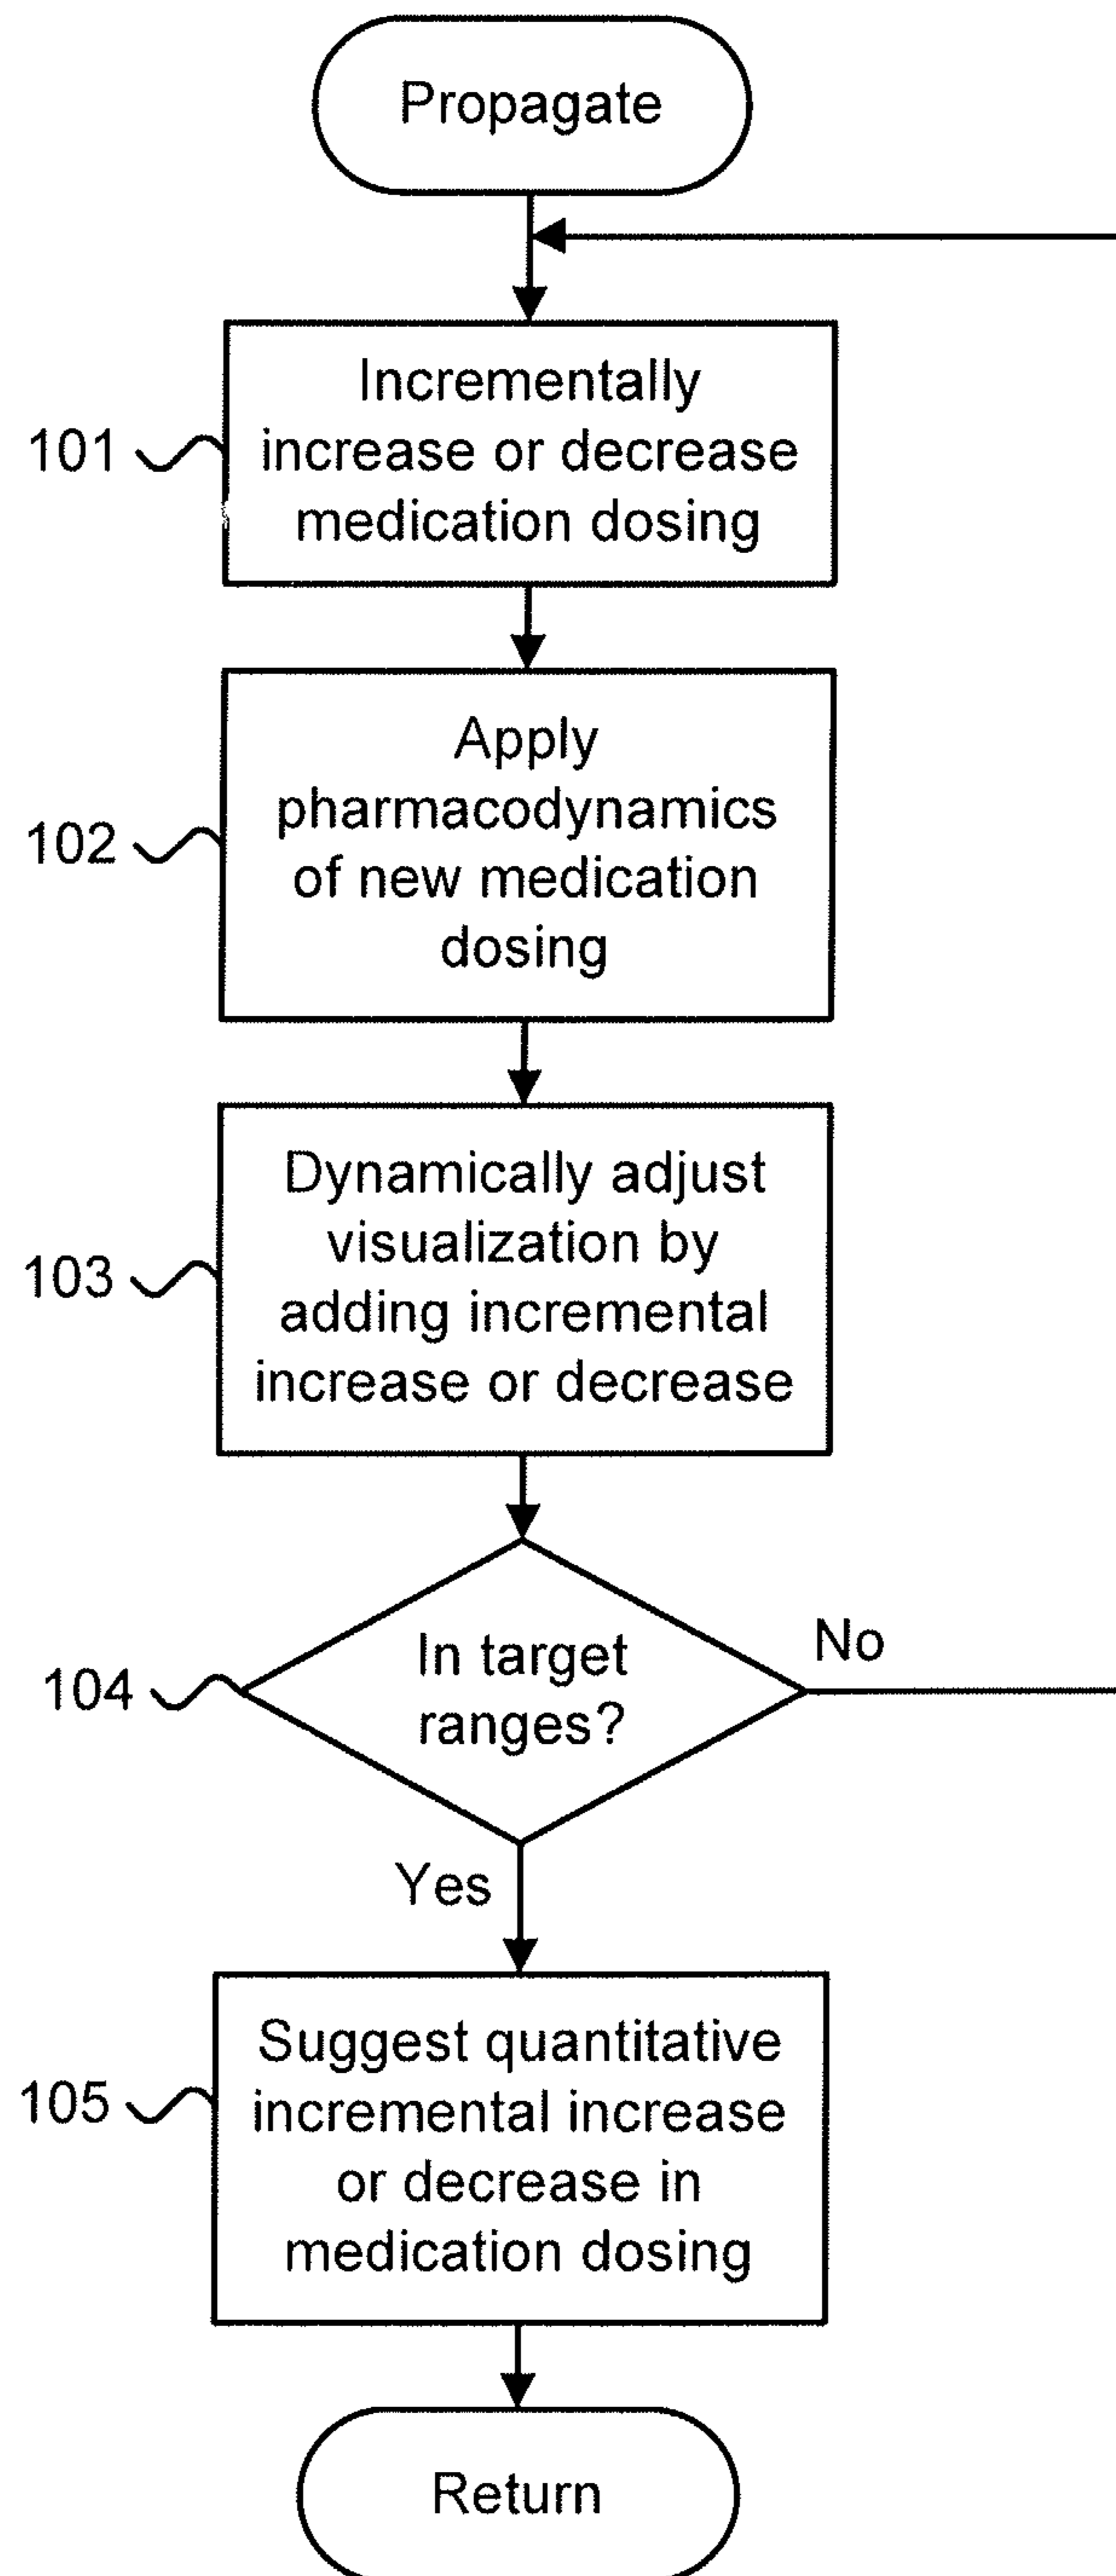 Propagate
101
Incrementally
increase or decrease
medication dosing
102
Apply
pharmacodynamics
of new medication
dosing
103
Dynamically adjust
visualization by
adding incremental
increase or decrease
104
In target
ranges?
No
Yes
105
Suggest quantitative
incremental increase
or decrease in
medication dosing
Return